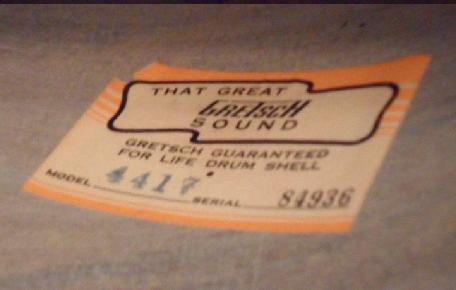 THAT GREAT
GRETSCH
SOUND
GRETSCH GUARANTEED
FOR LIFE DRUM SHELL
MODEL 4417 SERIAL 84936